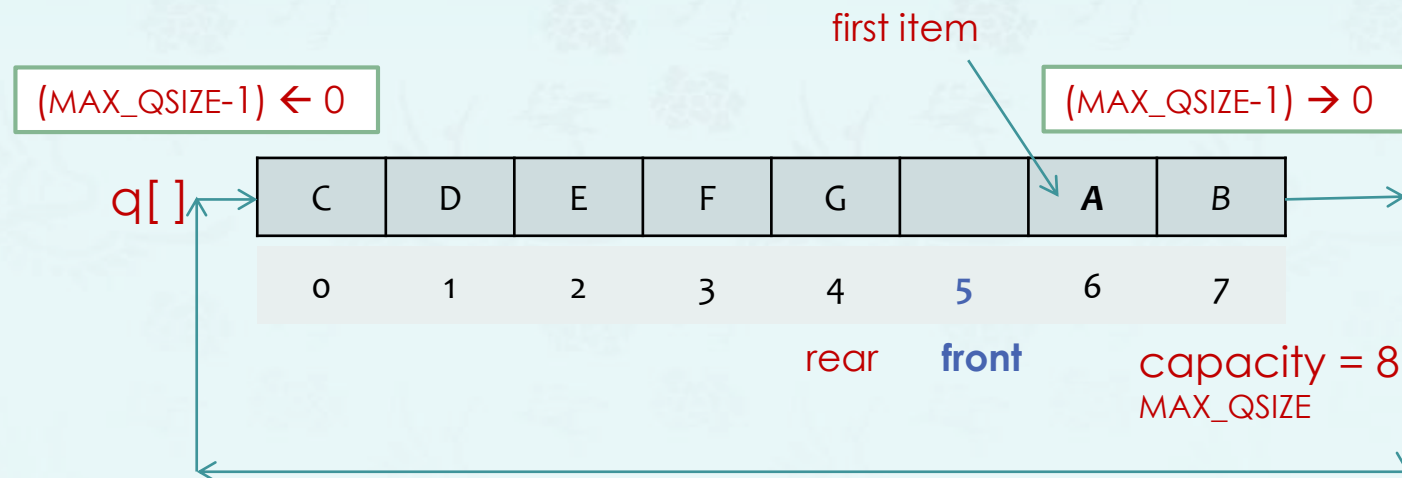 first item
(MAX_QSIZE-1) ← 0
(MAX_QSIZE-1) → 0
q[ ]
C D E F G A B
0 1 2 3 4 5 6 7
rear front
capacity = 8
MAX_QSIZE